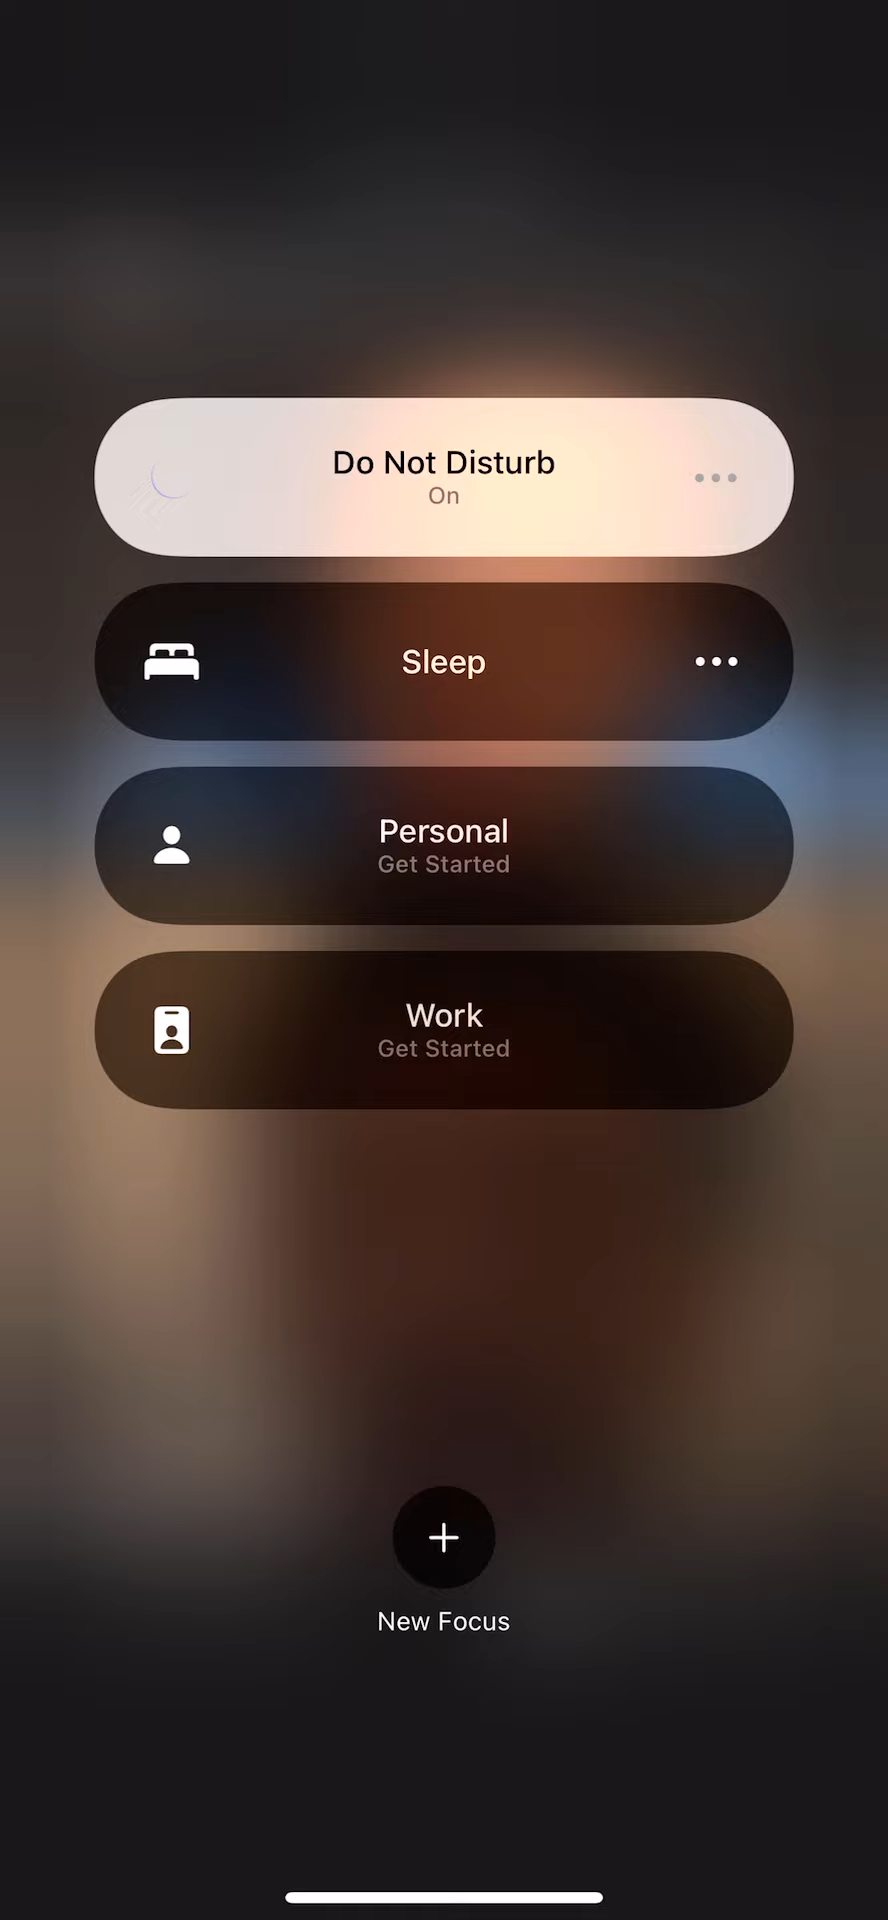 Do Not Disturb
On
Sleep
Personal
Get Started
Work
Get Started
New Focus